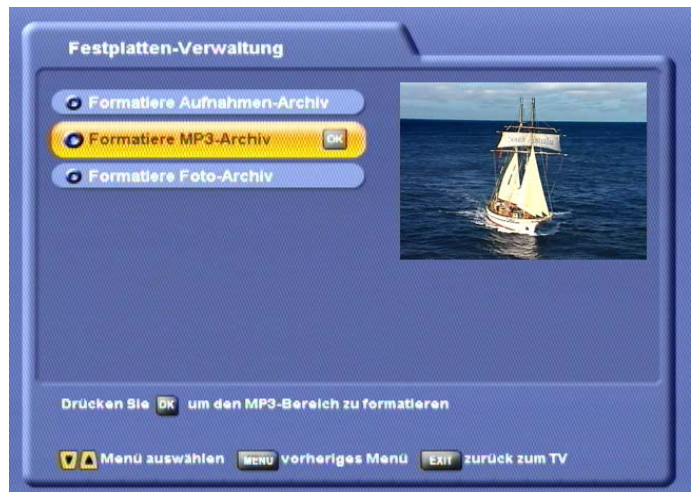 Festplatten-Verwaltung
Formatiere Aufnahmen-Archiv
Formatiere MP3-Archiv OK
Formatiere Foto-Archiv
Drücken Sie OK um den MP3-Bereich zu formatieren
Menü auswählen MENU vorheriges Menü EXIT zurück zum TV